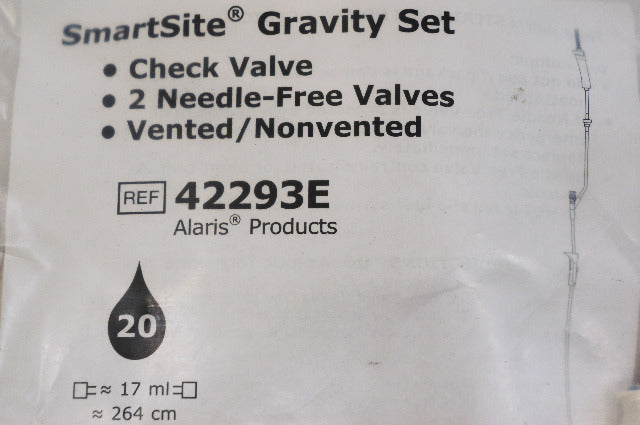 SmartSite® Gravity Set
• Check Valve
• 2 Needle-Free Valves
• Vented/Nonvented
REF 42293E
Alaris® Products
20
≈ 17 ml
≈ 264 cm